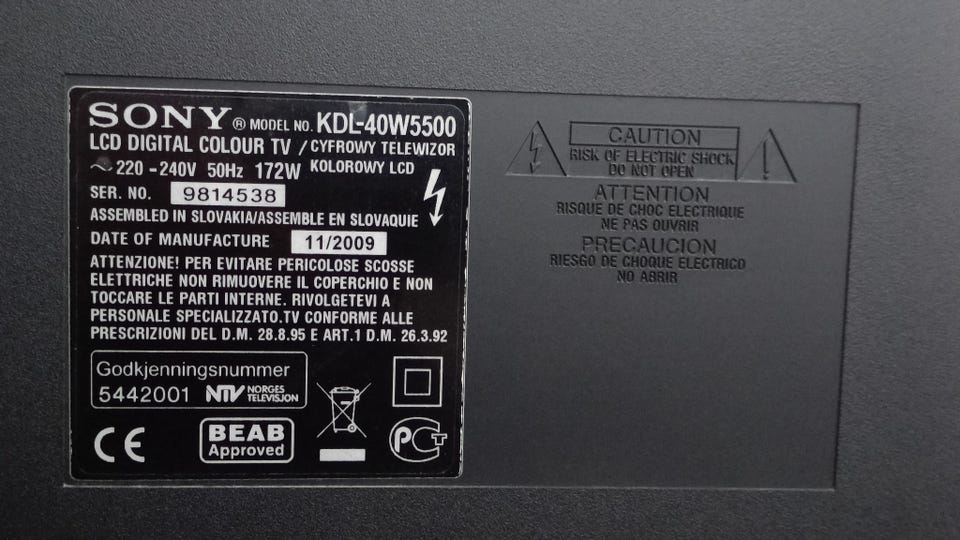 SONY® MODEL NO. KDL-40W5500
LCD DIGITAL COLOUR TV / CYFROWY TELEWIZOR
~ 220 - 240V 50Hz 172W KOLOROWY LCD
SER. NO. 9814538
ASSEMBLED IN SLOVAKIA/ASSEMBLE EN SLOVAQUIE
DATE OF MANUFACTURE 11/2009
ATTENZIONE! PER EVITARE PERICOLOSE SCOSSE
ELETTRICHE NON RIMUOVERE IL COPERCHIO E NON
TOCCARE LE PARTI INTERNE. RIVOLGETEVI A
PERSONALE SPECIALIZZATO.TV CONFORME ALLE
PRESCRIZIONI DEL D.M. 28.8.95 E ART.1 D.M. 26.3.92
Godkjenningsnummer
5442001 NTV NORGES
TELEVISJON
CE
BEAB
Approved
PCT
CAUTION
RISK OF ELECTRIC SHOCK
DO NOT OPEN
ATTENTION
RISQUE DE CHOC ELECTRIQUE
NE PAS OUVRIR
PRECAUCION
RIESGO DE CHOQUE ELECTRICO
NO ABRIR